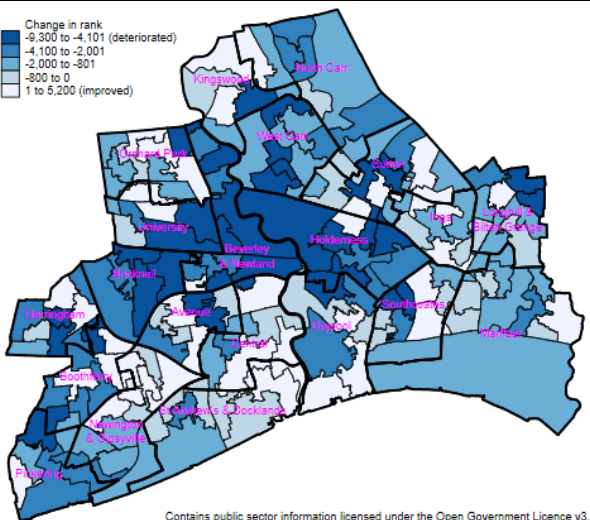 Change in rank
-9,300 to -4,101 (deteriorated)
-4,100 to -2,001
-2,000 to -801
-800 to 0
1 to 5,200 (improved)
North Carr
Kingswood
West Carr
Orchard Park
Sutton
Ings
Longhill &
Bilton Grange
University
Holderness
Beverley
& Newland
Bricknell
Southcoates
Avenue
Derringham
Drypool
Marfleet
Central
Boothferry
St Andrew's & Docklands
Newington
& Gipsyville
Pickering
Contains public sector information licensed under the Open Government Licence v3.